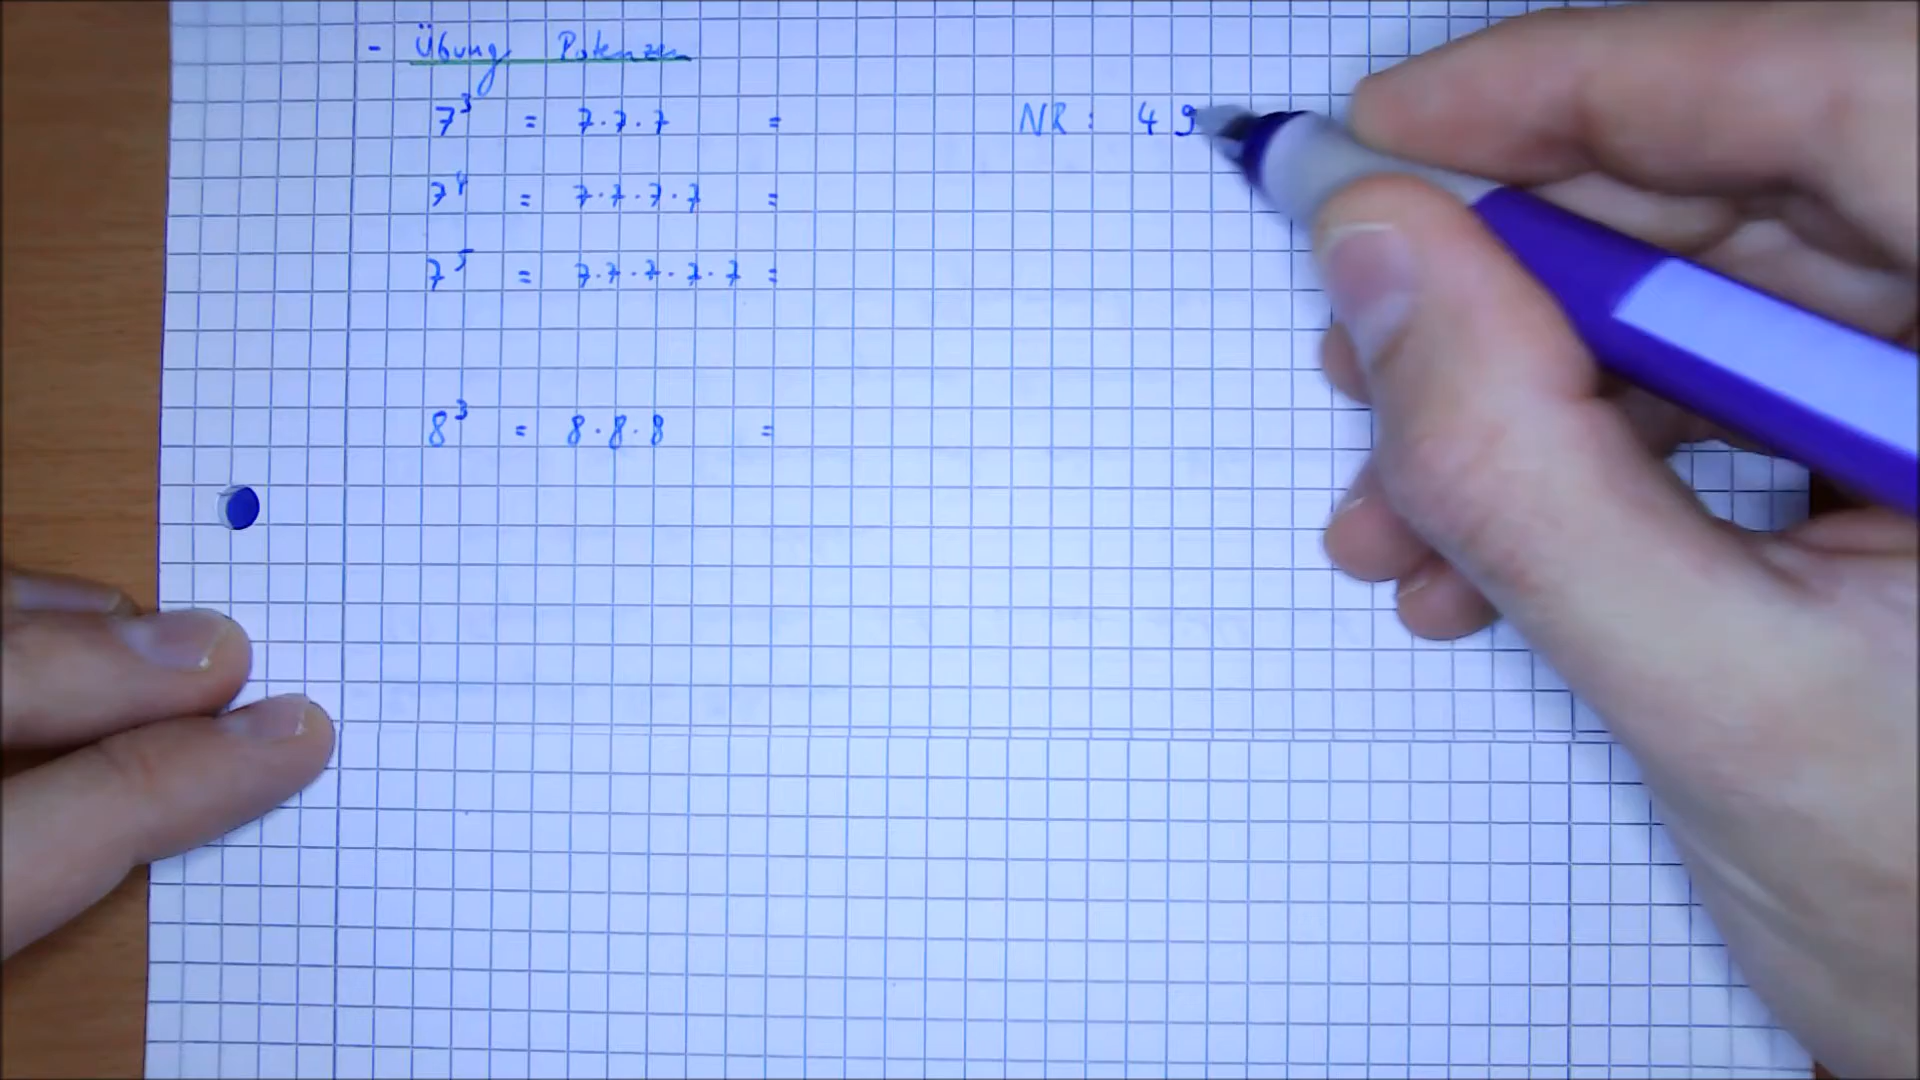 - Übung Potenzen
7³ = 7·7·7 = NR: 49
7⁴ = 7·7·7·7 =
7⁵ = 7·7·7·7·7 =
8³ = 8·8·8 =